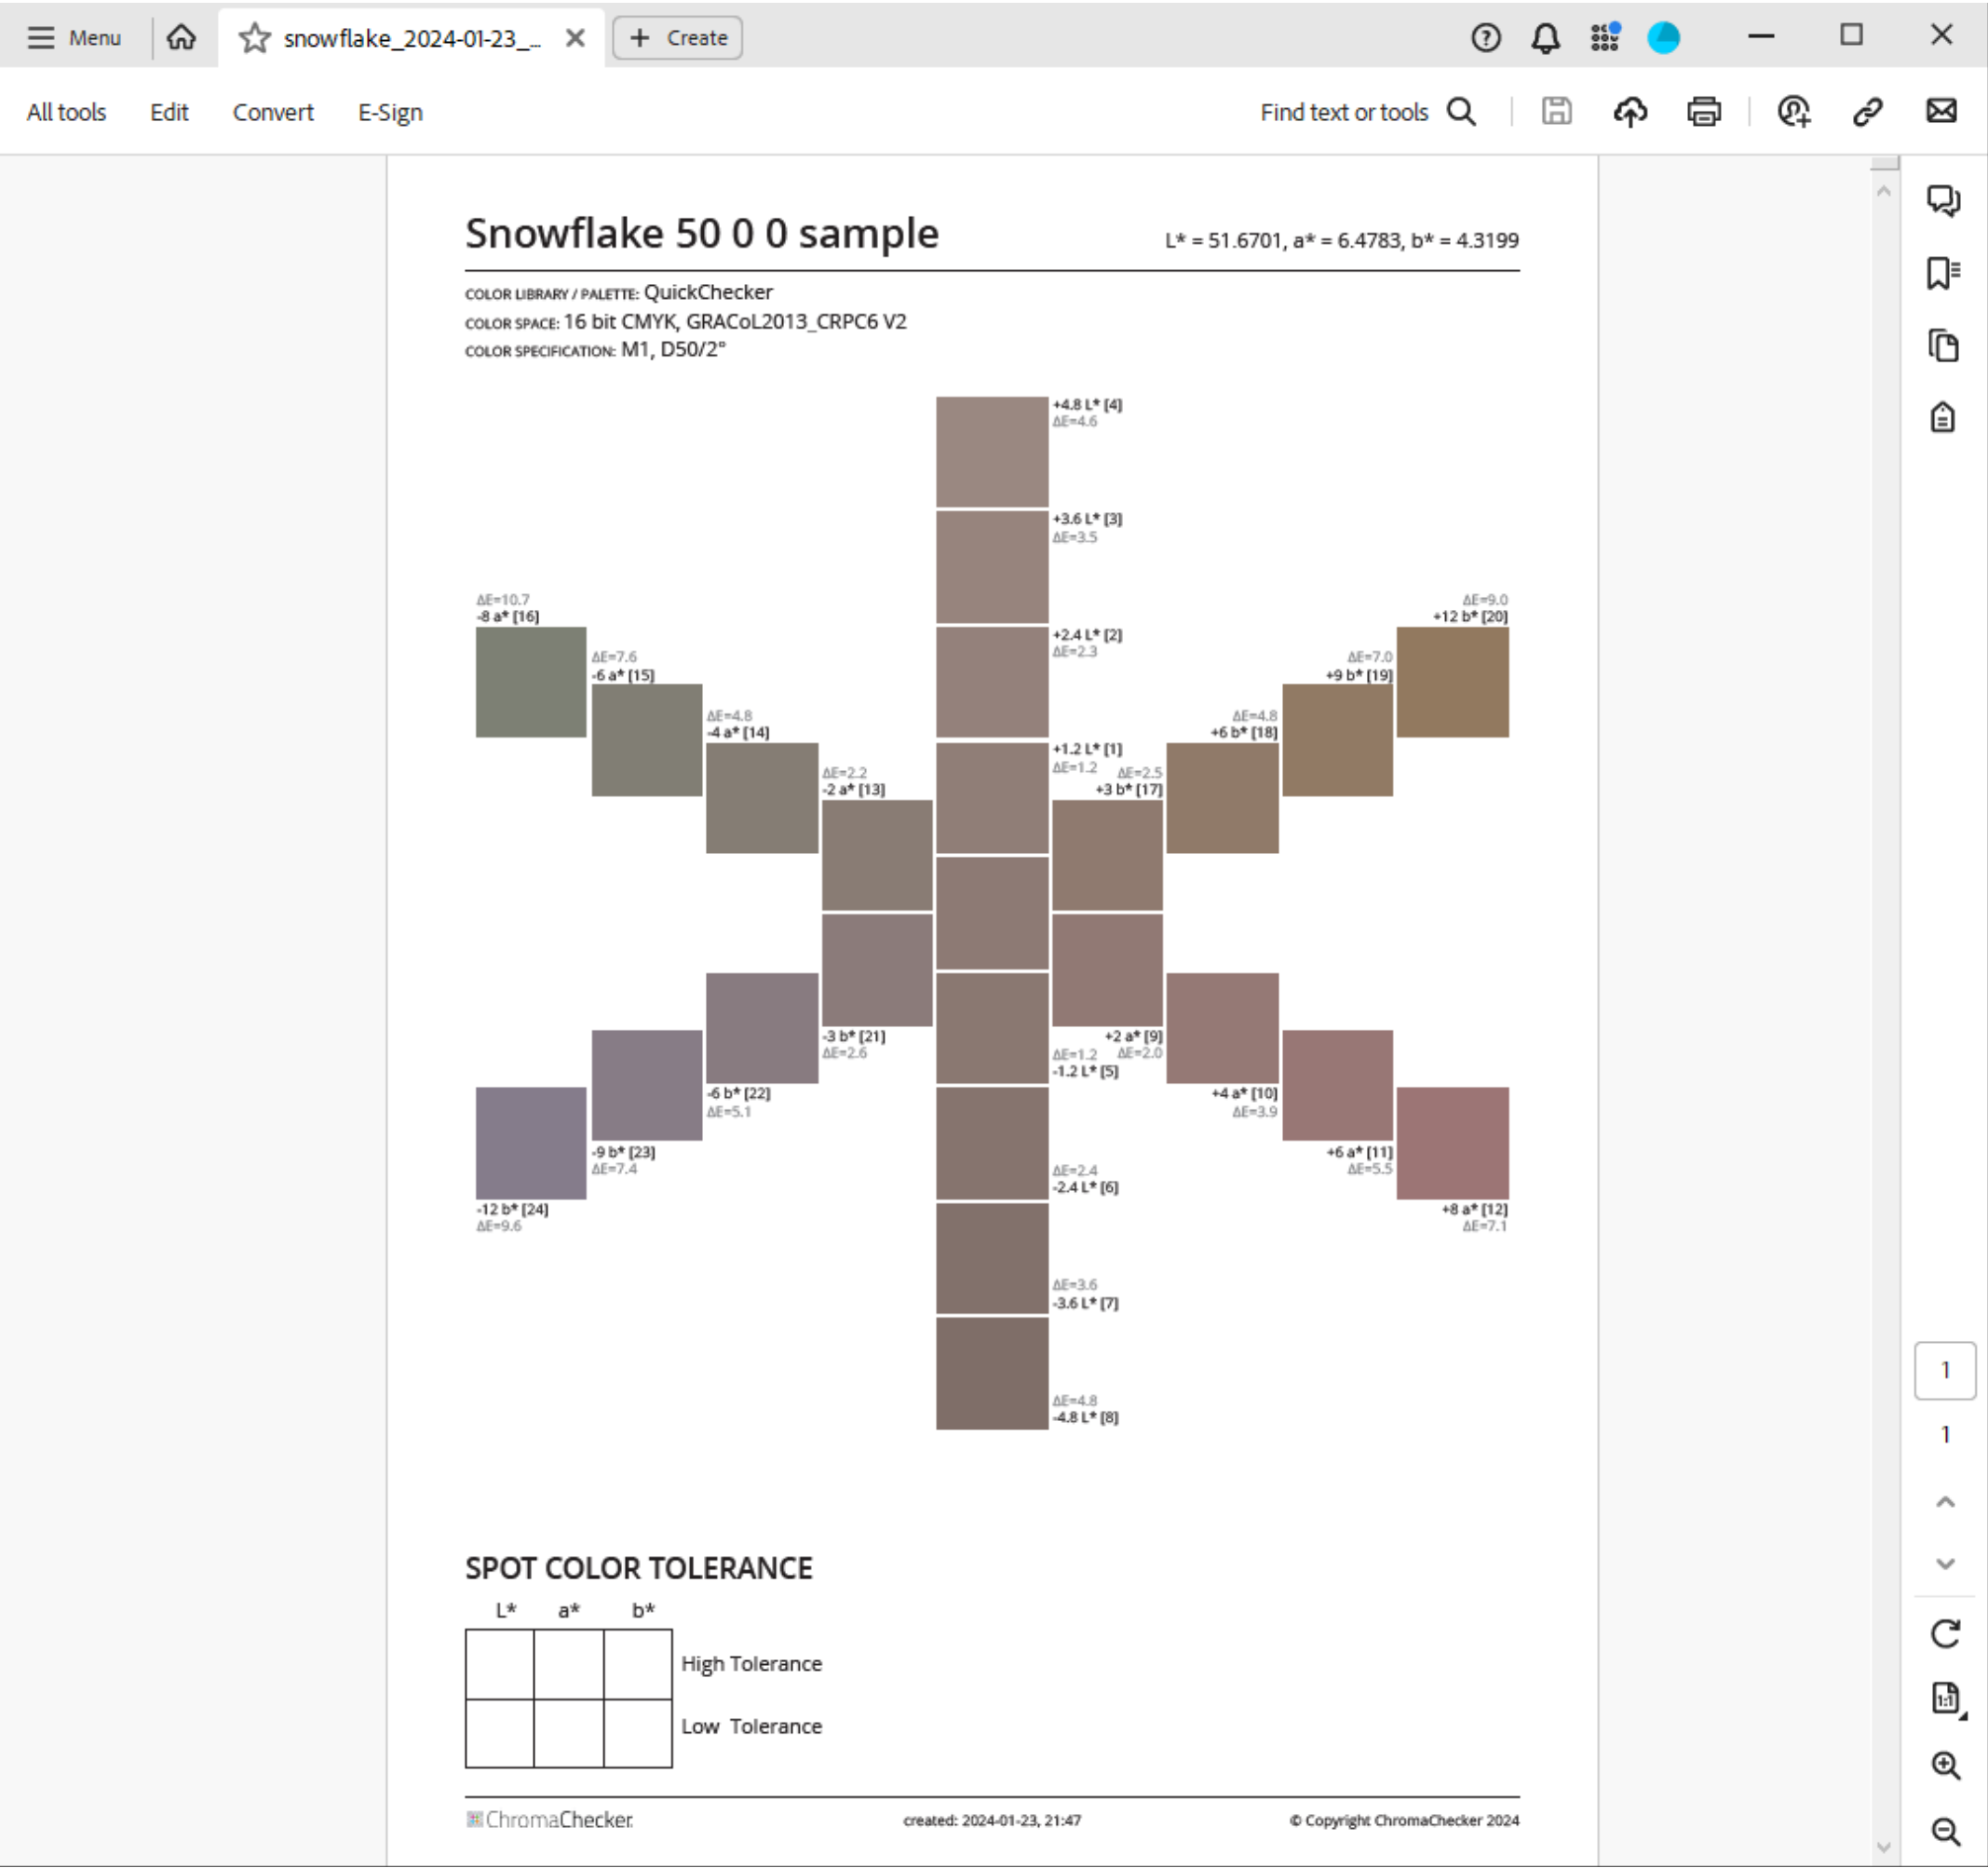 Menu
snowflake_2024-01-23_...
Create
All tools Edit Convert E-Sign
Find text or tools
Snowflake 50 0 0 sample
L* = 51.6701, a* = 6.4783, b* = 4.3199
COLOR LIBRARY / PALETTE: QuickChecker
COLOR SPACE: 16 bit CMYK, GRACoL2013_CRPC6 V2
COLOR SPECIFICATION: M1, D50/2°
+4.8 L* [4]
ΔE=4.6
+3.6 L* [3]
ΔE=3.5
ΔE=10.7
-8 a* [16]
ΔE=9.0
+12 b* [20]
+2.4 L* [2]
ΔE=2.3
ΔE=7.6
-6 a* [15]
ΔE=7.0
+9 b* [19]
ΔE=4.8
-4 a* [14]
ΔE=4.8
+6 b* [18]
+1.2 L* [1]
ΔE=1.2
ΔE=2.2
-2 a* [13]
ΔE=2.5
+3 b* [17]
-3 b* [21]
ΔE=2.6
+2 a* [9]
ΔE=2.0
ΔE=1.2
-1.2 L* [5]
-6 b* [22]
ΔE=5.1
+4 a* [10]
ΔE=3.9
-9 b* [23]
ΔE=7.4
+6 a* [11]
ΔE=5.5
ΔE=2.4
-2.4 L* [6]
-12 b* [24]
ΔE=9.6
+8 a* [12]
ΔE=7.1
ΔE=3.6
-3.6 L* [7]
ΔE=4.8
-4.8 L* [8]
1
1
SPOT COLOR TOLERANCE
L* a* b*
High Tolerance
Low Tolerance
1:1
ChromaChecker
created: 2024-01-23, 21:47
© Copyright ChromaChecker 2024